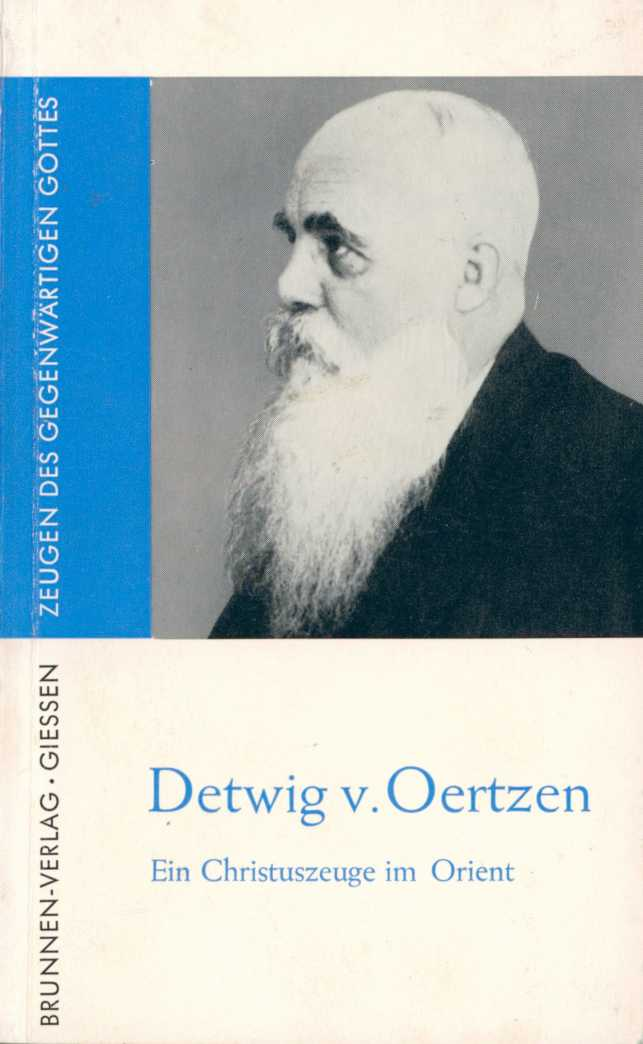 ZEUGEN DES GEGENWÄRTIGEN GOTTES
BRUNNEN-VERLAG · GIESSEN
Detwig v. Oertzen
Ein Christuszeuge im Orient